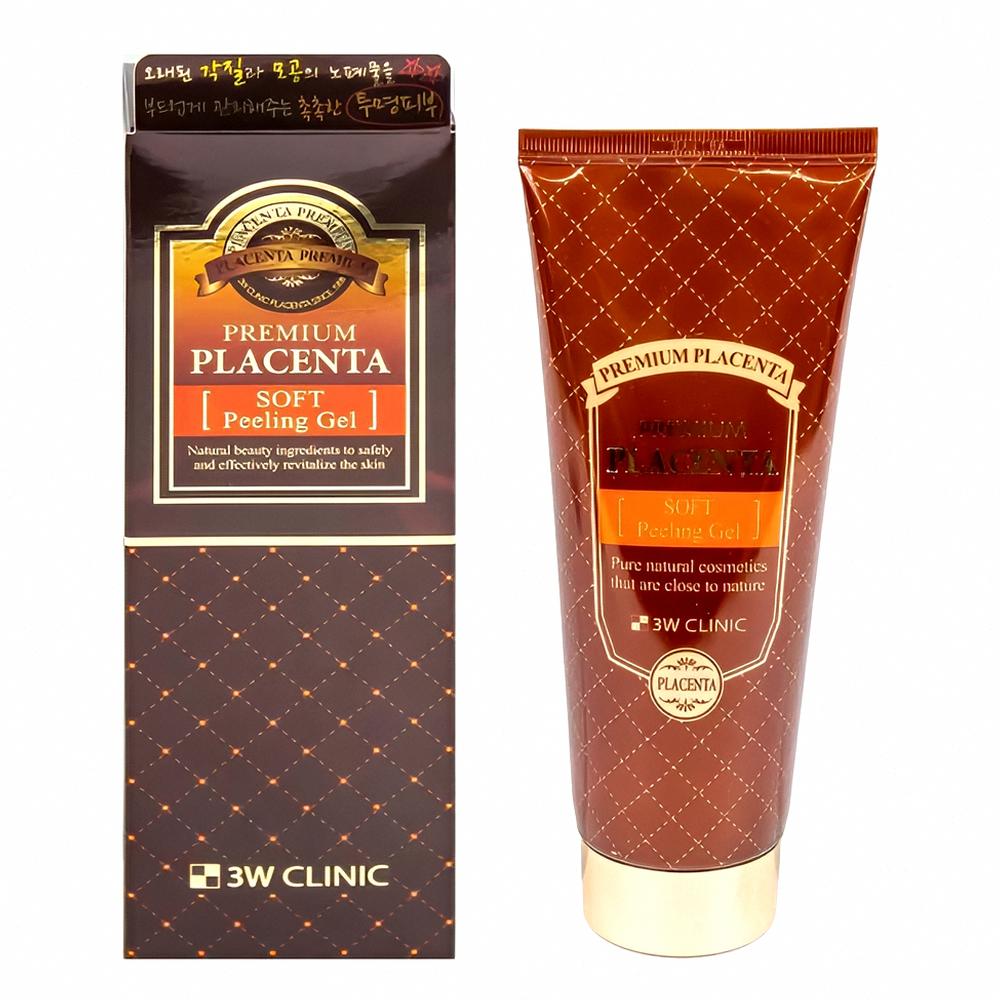 오래된 각질과 모공의 노폐물을
부드럽게 관리해주는 촉촉한 투명피부
PLACENTA PREMIUM
PLACENTA PREMIUM
PREMIUM
PLACENTA
[ SOFT
Peeling Gel ]
Natural beauty ingredients to safely
and effectively revitalize the skin
3W CLINIC
PREMIUM PLACENTA
PREMIUM
PLACENTA
[ SOFT
Peeling Gel ]
Pure natural cosmetics
that are close to nature
3W CLINIC
PLACENTA